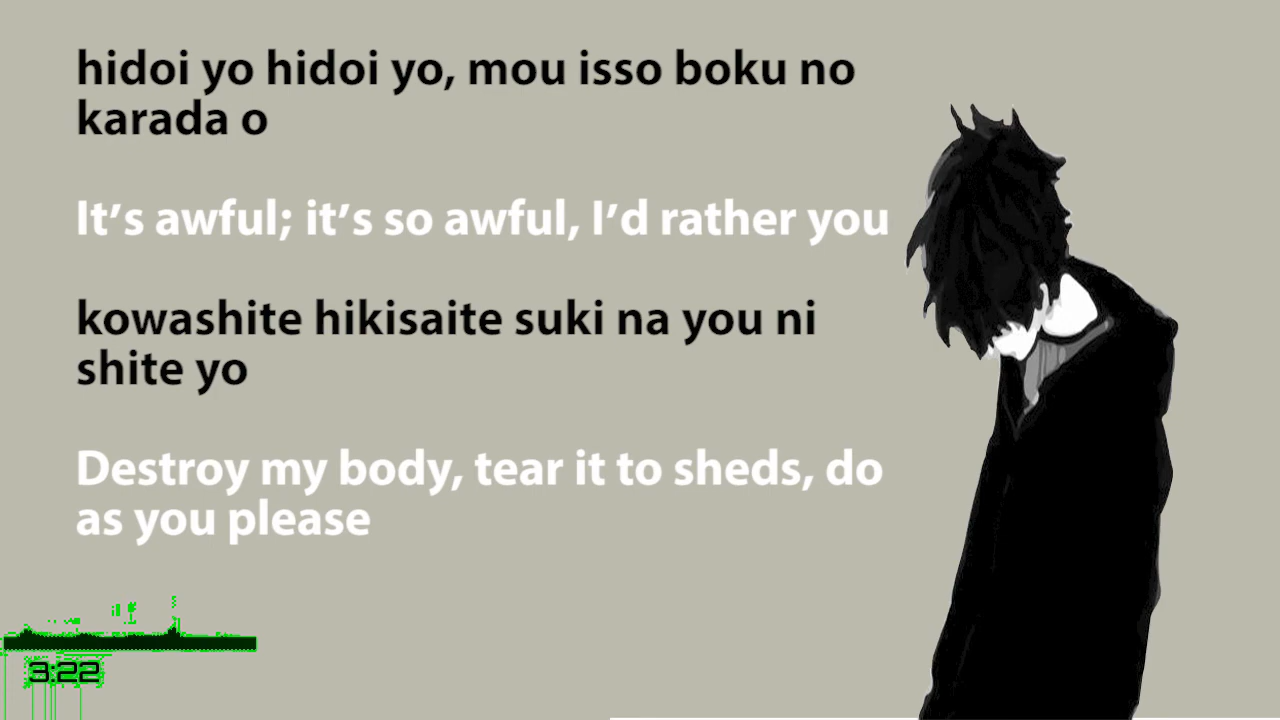 hidoi yo hidoi yo, mou isso boku no
karada o
It’s awful; it’s so awful, I’d rather you
kowashite hikisaite suki na you ni
shite yo
Destroy my body, tear it to sheds, do
as you please
3:22